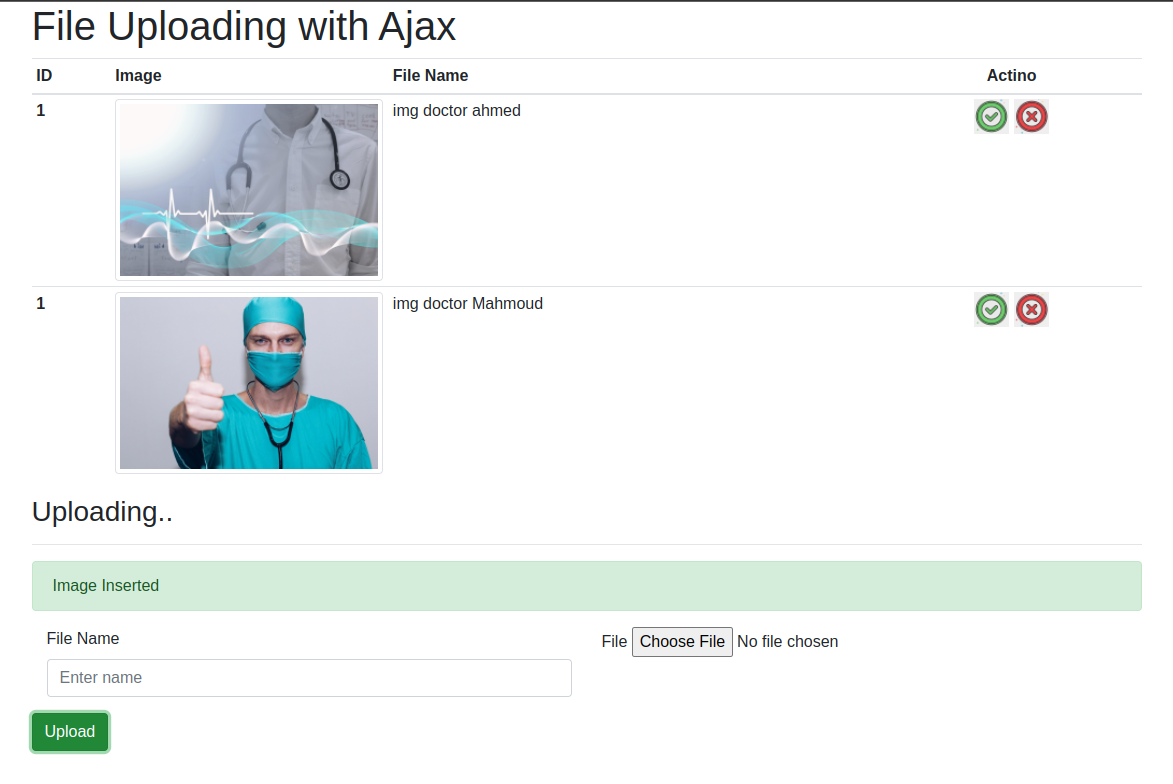 File Uploading with Ajax
ID Image File Name Actino
1 img doctor ahmed
1 img doctor Mahmoud
Uploading..
Image Inserted
File Name
File Choose File No file chosen
Enter name
Upload